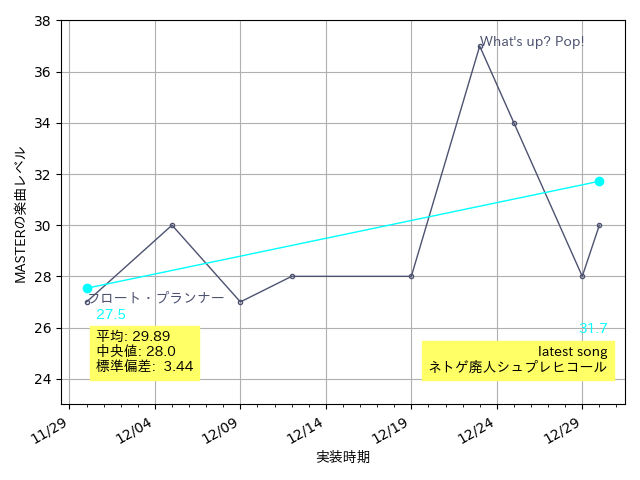 38
36
34
32
30
28
26
24
MASTERの楽曲レベル
What's up? Pop!
フロート・プランナー
27.5
31.7
平均: 29.89
中央値: 28.0
標準偏差:  3.44
latest song
ネトゲ廃人シュプレヒコール
11/29
12/04
12/09
12/14
12/19
12/24
12/29
実装時期